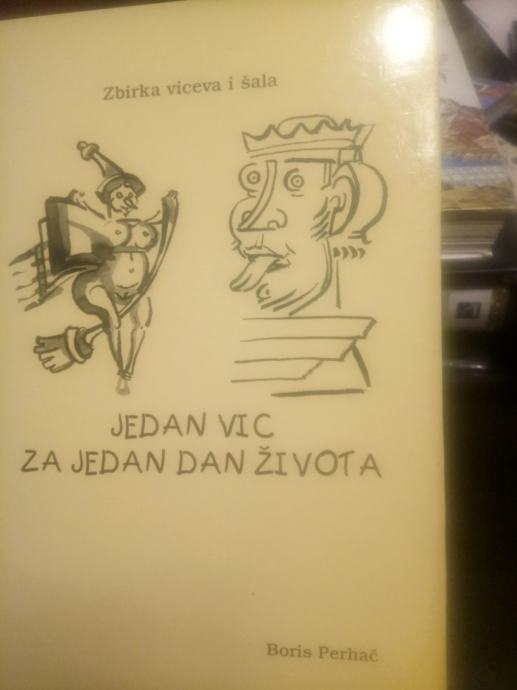 Zbirka viceva i šala
JEDAN VIC
ZA JEDAN DAN ŽIVOTA
Boris Perhač